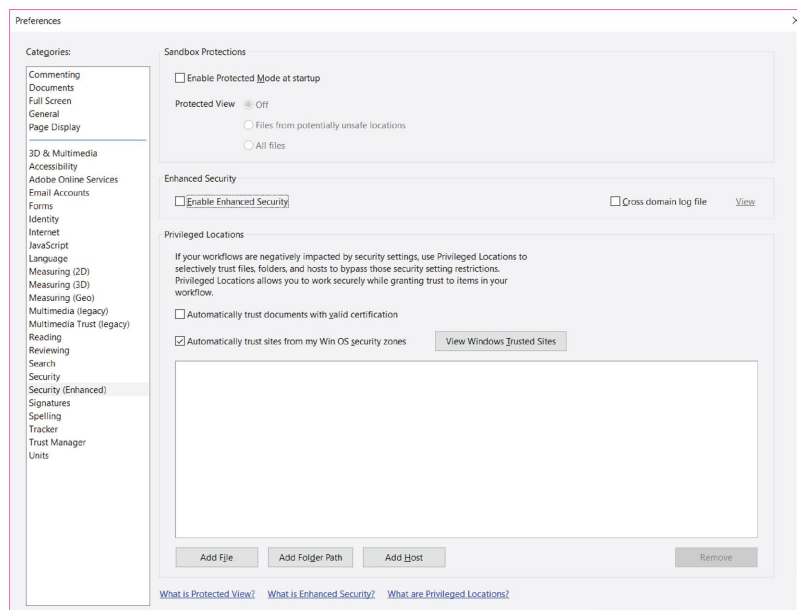 Preferences
Categories:
Commenting
Documents
Full Screen
General
Page Display
3D & Multimedia
Accessibility
Adobe Online Services
Email Accounts
Forms
Identity
Internet
JavaScript
Language
Measuring (2D)
Measuring (3D)
Measuring (Geo)
Multimedia (legacy)
Multimedia Trust (legacy)
Reading
Reviewing
Search
Security
Security (Enhanced)
Signatures
Spelling
Tracker
Trust Manager
Units
Sandbox Protections
Enable Protected Mode at startup
Protected View Off
Files from potentially unsafe locations
All files
Enhanced Security
Enable Enhanced Security Cross domain log file View
Privileged Locations
If your workflows are negatively impacted by security settings, use Privileged Locations to
selectively trust files, folders, and hosts to bypass those security setting restrictions.
Privileged Locations allows you to work securely while granting trust to items in your
workflow.
Automatically trust documents with valid certification
Automatically trust sites from my Win OS security zones View Windows Trusted Sites
Add File Add Folder Path Add Host Remove
What is Protected View? What is Enhanced Security? What are Privileged Locations?